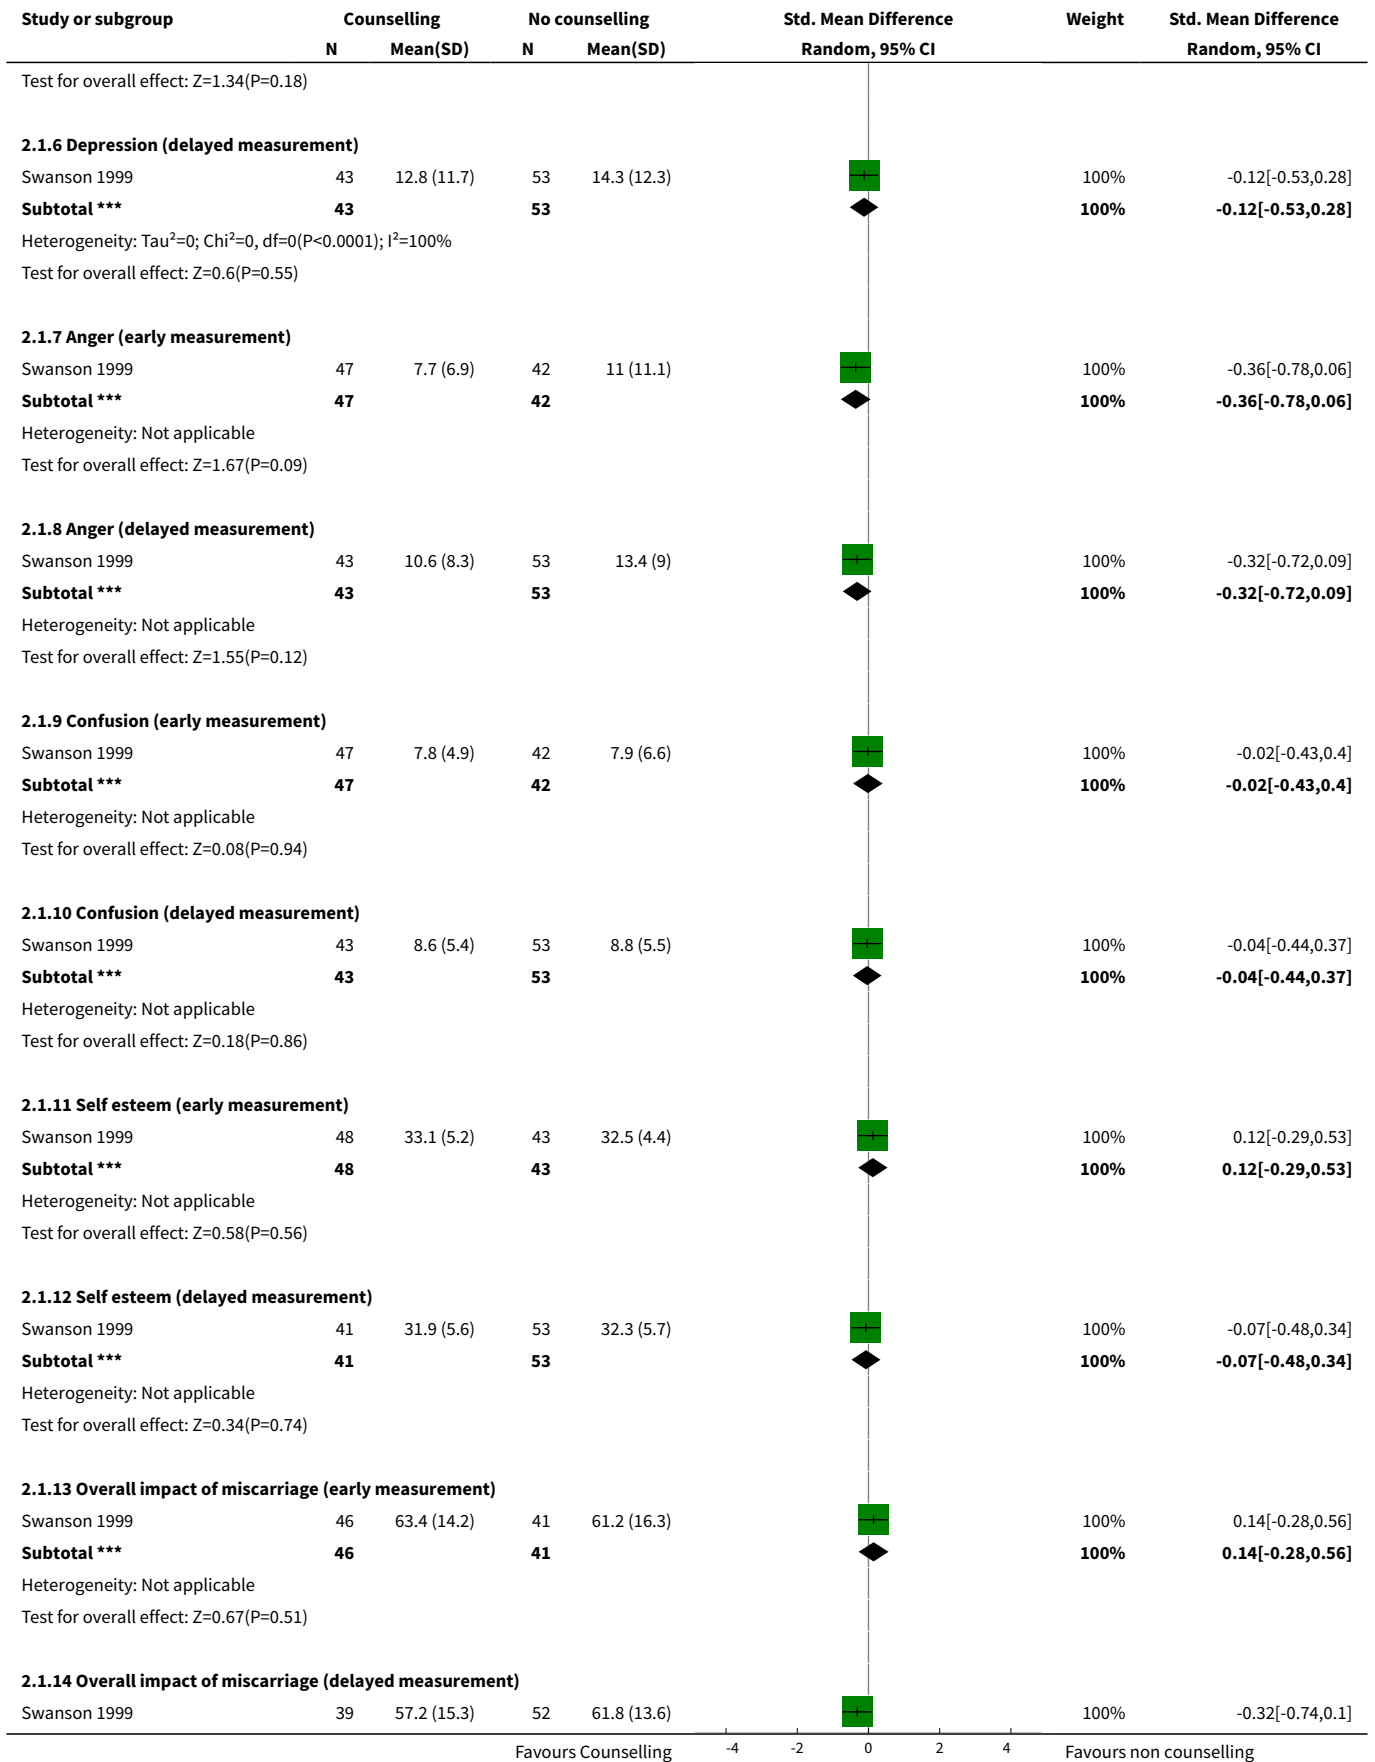 Study or subgroup Counselling No counselling Std. Mean Difference Weight Std. Mean Difference
N Mean(SD) N Mean(SD) Random, 95% CI Random, 95% CI
Test for overall effect: Z=1.34(P=0.18)
2.1.6 Depression (delayed measurement)
Swanson 1999 43 12.8 (11.7) 53 14.3 (12.3) 100% -0.12[-0.53,0.28]
Subtotal *** 43 53 100% -0.12[-0.53,0.28]
Heterogeneity: Tau²=0; Chi²=0, df=0(P<0.0001); I²=100%
Test for overall effect: Z=0.6(P=0.55)
2.1.7 Anger (early measurement)
Swanson 1999 47 7.7 (6.9) 42 11 (11.1) 100% -0.36[-0.78,0.06]
Subtotal *** 47 42 100% -0.36[-0.78,0.06]
Heterogeneity: Not applicable
Test for overall effect: Z=1.67(P=0.09)
2.1.8 Anger (delayed measurement)
Swanson 1999 43 10.6 (8.3) 53 13.4 (9) 100% -0.32[-0.72,0.09]
Subtotal *** 43 53 100% -0.32[-0.72,0.09]
Heterogeneity: Not applicable
Test for overall effect: Z=1.55(P=0.12)
2.1.9 Confusion (early measurement)
Swanson 1999 47 7.8 (4.9) 42 7.9 (6.6) 100% -0.02[-0.43,0.4]
Subtotal *** 47 42 100% -0.02[-0.43,0.4]
Heterogeneity: Not applicable
Test for overall effect: Z=0.08(P=0.94)
2.1.10 Confusion (delayed measurement)
Swanson 1999 43 8.6 (5.4) 53 8.8 (5.5) 100% -0.04[-0.44,0.37]
Subtotal *** 43 53 100% -0.04[-0.44,0.37]
Heterogeneity: Not applicable
Test for overall effect: Z=0.18(P=0.86)
2.1.11 Self esteem (early measurement)
Swanson 1999 48 33.1 (5.2) 43 32.5 (4.4) 100% 0.12[-0.29,0.53]
Subtotal *** 48 43 100% 0.12[-0.29,0.53]
Heterogeneity: Not applicable
Test for overall effect: Z=0.58(P=0.56)
2.1.12 Self esteem (delayed measurement)
Swanson 1999 41 31.9 (5.6) 53 32.3 (5.7) 100% -0.07[-0.48,0.34]
Subtotal *** 41 53 100% -0.07[-0.48,0.34]
Heterogeneity: Not applicable
Test for overall effect: Z=0.34(P=0.74)
2.1.13 Overall impact of miscarriage (early measurement)
Swanson 1999 46 63.4 (14.2) 41 61.2 (16.3) 100% 0.14[-0.28,0.56]
Subtotal *** 46 41 100% 0.14[-0.28,0.56]
Heterogeneity: Not applicable
Test for overall effect: Z=0.67(P=0.51)
2.1.14 Overall impact of miscarriage (delayed measurement)
Swanson 1999 39 57.2 (15.3) 52 61.8 (13.6) 100% -0.32[-0.74,0.1]
Favours Counselling -4 -2 0 2 4 Favours non counselling